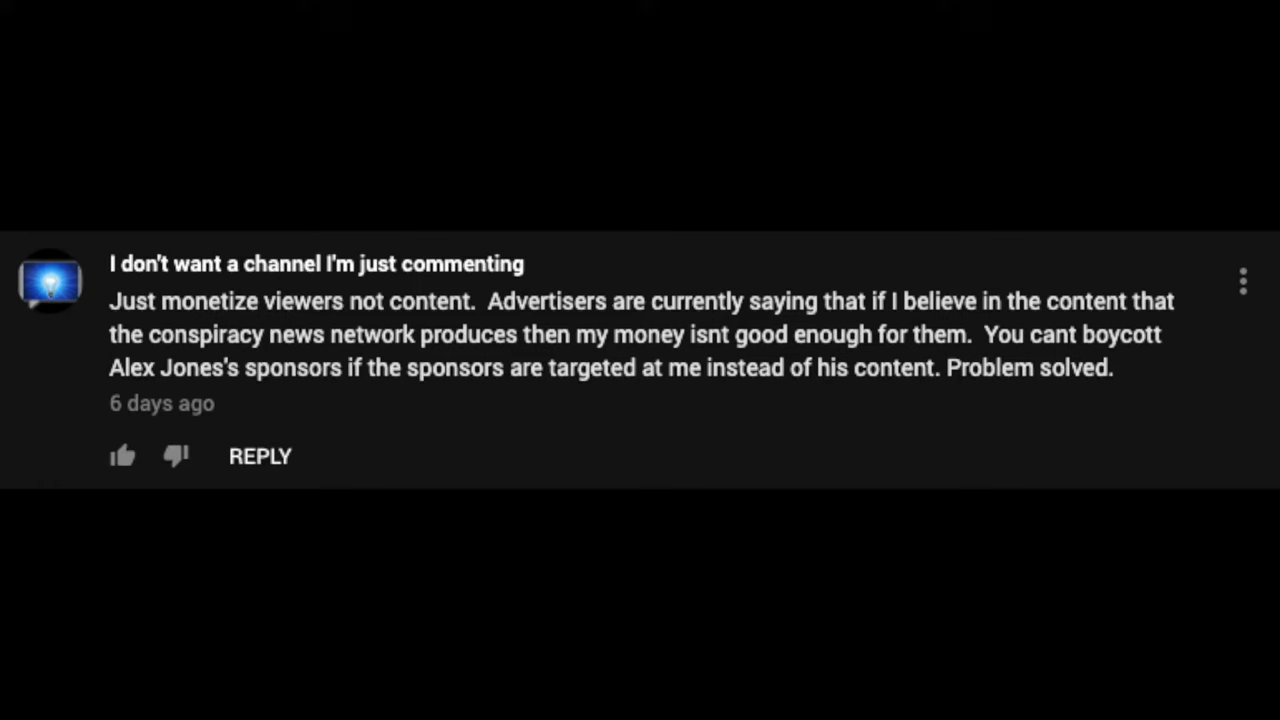 I don't want a channel I'm just commenting
Just monetize viewers not content.  Advertisers are currently saying that if I believe in the content that
the conspiracy news network produces then my money isnt good enough for them.  You cant boycott
Alex Jones's sponsors if the sponsors are targeted at me instead of his content. Problem solved.
6 days ago
REPLY